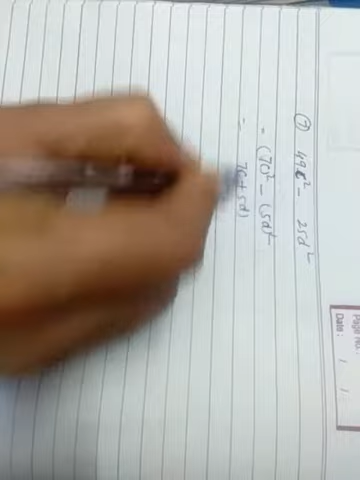 Page No.:
Date: / /
⑦ 49c² - 25d²
= (7c)² - (5d)²
= 7c + 5d)